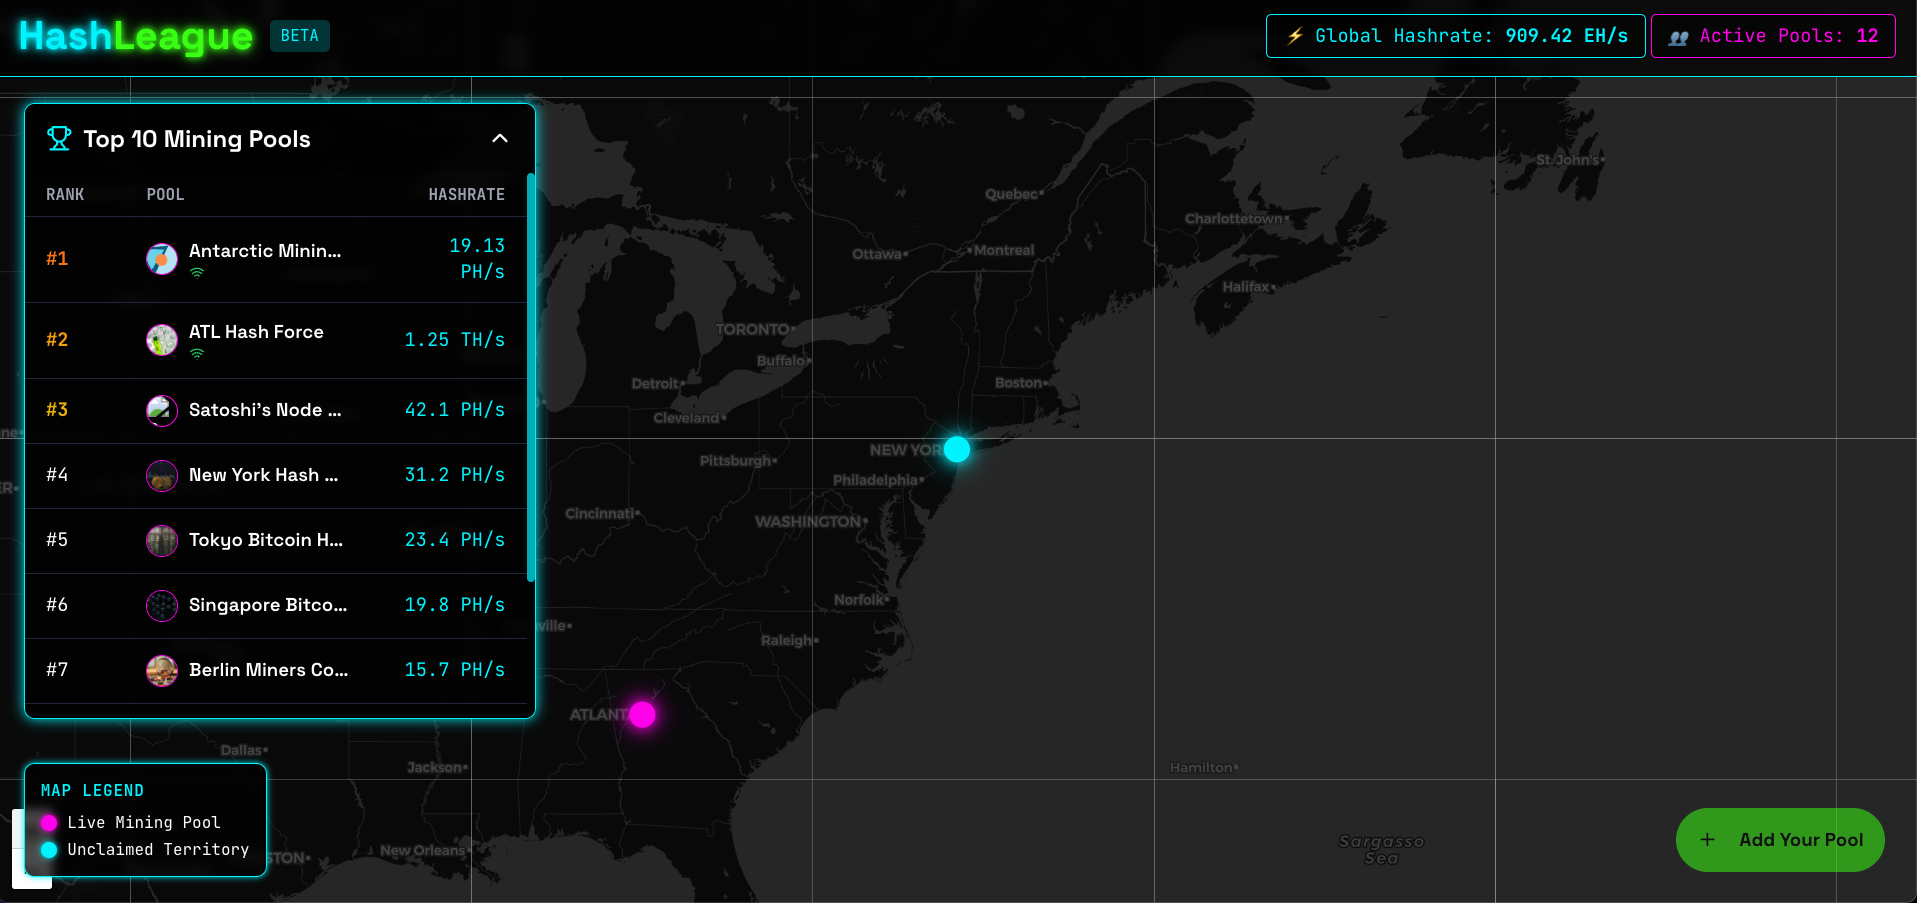 HashLeague BETA
⚡ Global Hashrate: 909.42 EH/s
👥 Active Pools: 12
Top 10 Mining Pools
RANK POOL HASHRATE
#1 Antarctic Minin... 19.13 PH/s
#2 ATL Hash Force 1.25 TH/s
#3 Satoshi's Node ... 42.1 PH/s
#4 New York Hash ... 31.2 PH/s
#5 Tokyo Bitcoin H... 23.4 PH/s
#6 Singapore Bitco... 19.8 PH/s
#7 Berlin Miners Co... 15.7 PH/s
St. John's
Quebec
Charlottetown
Montreal
Ottawa
Halifax
TORONTO
Buffalo
Detroit
Boston
Cleveland
NEW YOR
Pittsburgh
Philadelphia
Cincinnati
WASHINGTON
Norfolk
ville
Raleigh
ATLANT
Dallas
Jackson
Hamilton
New Orleans
STON
Sargasso
Sea
MAP LEGEND
Live Mining Pool
Unclaimed Territory
+ Add Your Pool